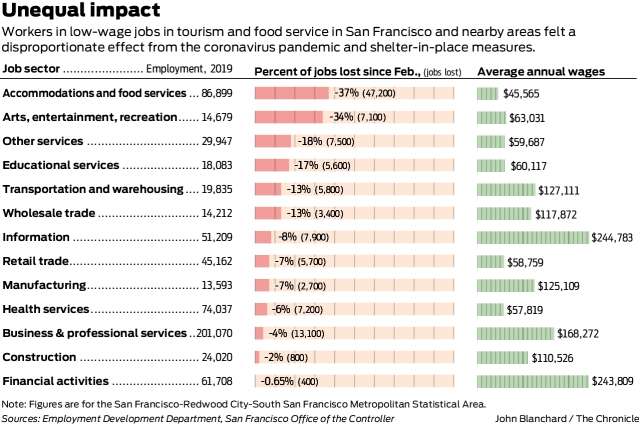 Unequal impact
Workers in low-wage jobs in tourism and food service in San Francisco and nearby areas felt a
disproportionate effect from the coronavirus pandemic and shelter-in-place measures.
Job sector ....................... Employment, 2019 Percent of jobs lost since Feb., (jobs lost) Average annual wages
Accommodations and food services ... 86,899 -37% (47,200) $45,565
Arts, entertainment, recreation ...... 14,679 -34% (7,100) $63,031
Other services ................................. 29,947 -18% (7,500) $59,687
Educational services ....................... 18,083 -17% (5,600) $60,117
Transportation and warehousing .... 19,835 -13% (5,800) $127,111
Wholesale trade ............................. 14,212 -13% (3,400) $117,872
Information ..................................... 51,209 -8% (7,900) $244,783
Retail trade ..................................... 45,162 -7% (5,700) $58,759
Manufacturing ................................ 13,593 -7% (2,700) $125,109
Health services ............................... 74,037 -6% (7,200) $57,819
Business & professional services ..201,070 -4% (13,100) $168,272
Construction ................................... 24,020 -2% (800) $110,526
Financial activities ......................... 61,708 -0.65% (400) $243,809
Note: Figures are for the San Francisco-Redwood City-South San Francisco Metropolitan Statistical Area.
Sources: Employment Development Department, San Francisco Office of the Controller John Blanchard / The Chronicle